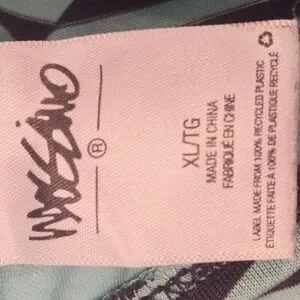 mossimo
®
XL/TG
MADE IN CHINA
FABRIQUÉ EN CHINE
LABEL MADE FROM 100% RECYCLED PLASTIC
ÉTIQUETTE FAITE À 100% DE PLASTIQUE RECYCLÉ